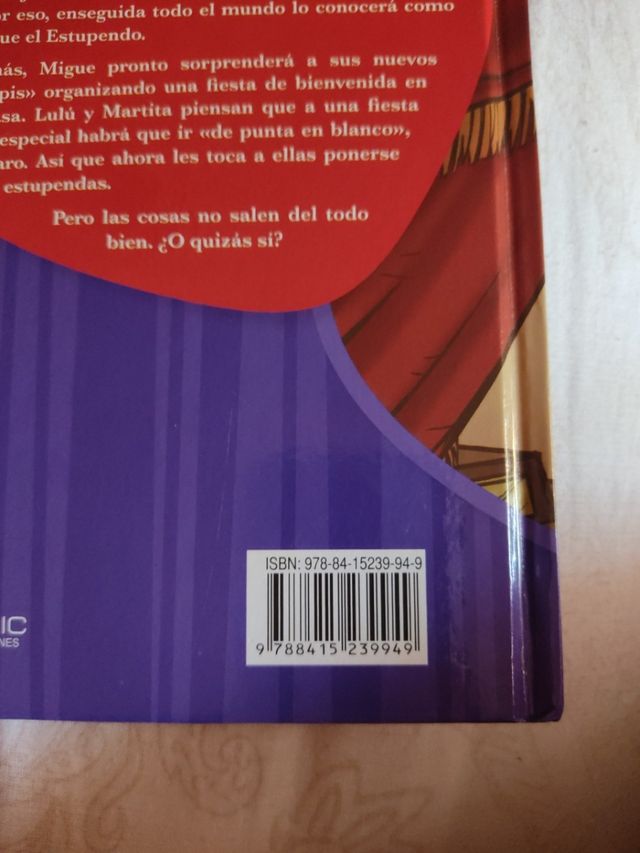 r eso, enseguida todo el mundo lo conocerá como
ue el Estupendo.
más, Migue pronto sorprenderá a sus nuevos
pis» organizando una fiesta de bienvenida en
asa. Lulú y Martita piensan que a una fiesta
especial habrá que ir «de punta en blanco»,
aro. Así que ahora les toca a ellas ponerse
estupendas.
Pero las cosas no salen del todo
bien. ¿O quizás sí?
ISBN: 978-84-15239-94-9
9 788415 239949
IC
NES